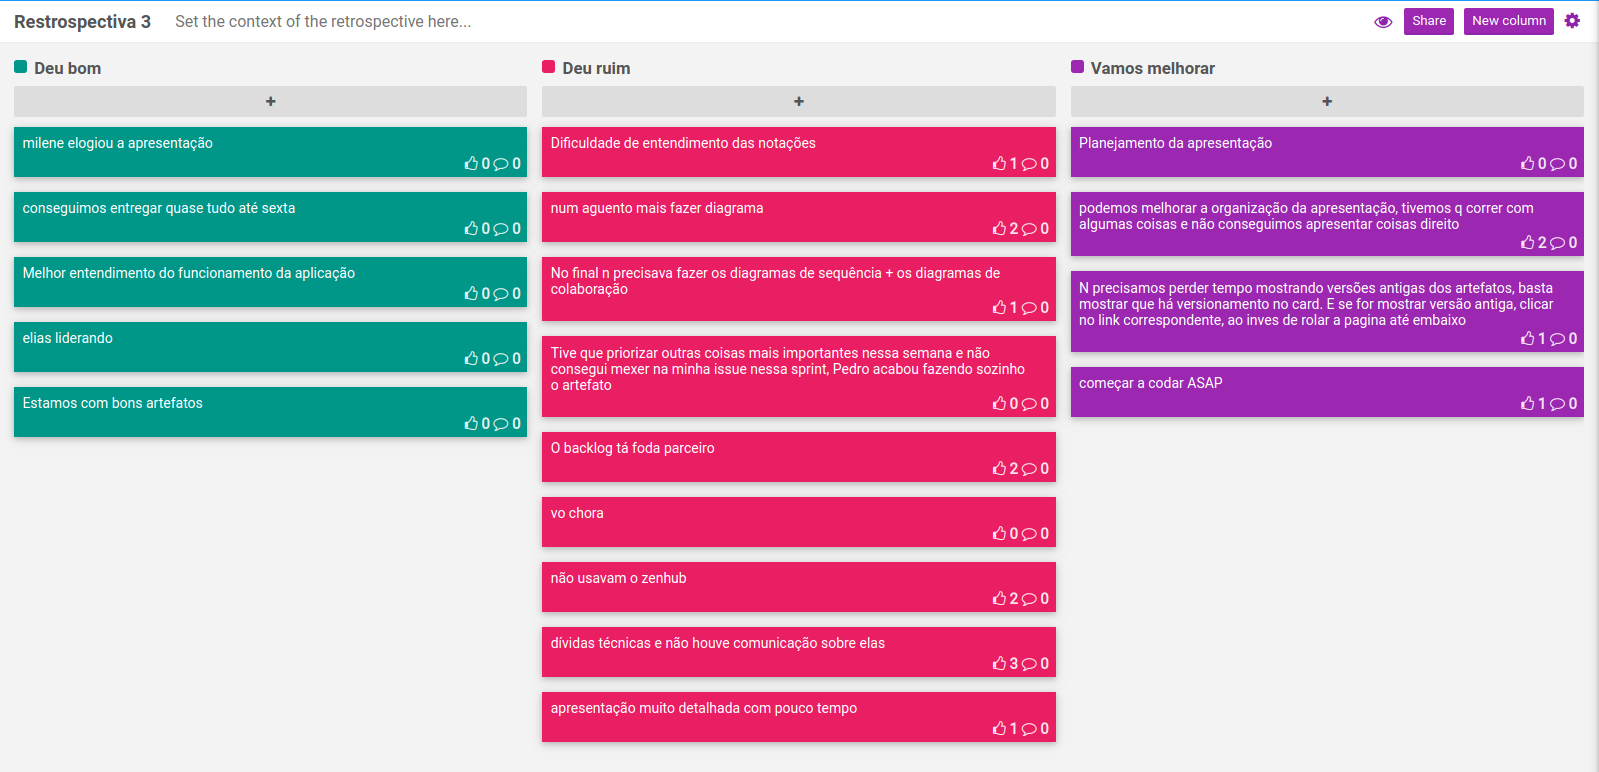 Restrospectiva 3 Set the context of the retrospective here... Share New column
Deu bom
+
milene elogiou a apresentação
0 0
conseguimos entregar quase tudo até sexta
0 0
Melhor entendimento do funcionamento da aplicação
0 0
elias liderando
0 0
Estamos com bons artefatos
0 0
Deu ruim
+
Dificuldade de entendimento das notações
1 0
num aguento mais fazer diagrama
2 0
No final n precisava fazer os diagramas de sequência + os diagramas de
colaboração
1 0
Tive que priorizar outras coisas mais importantes nessa semana e não
consegui mexer na minha issue nessa sprint, Pedro acabou fazendo sozinho
o artefato
0 0
O backlog tá foda parceiro
2 0
vo chora
0 0
não usavam o zenhub
2 0
dívidas técnicas e não houve comunicação sobre elas
3 0
apresentação muito detalhada com pouco tempo
1 0
Vamos melhorar
+
Planejamento da apresentação
0 0
podemos melhorar a organização da apresentação, tivemos q correr com
algumas coisas e não conseguimos apresentar coisas direito
2 0
N precisamos perder tempo mostrando versões antigas dos artefatos, basta
mostrar que há versionamento no card. E se for mostrar versão antiga, clicar
no link correspondente, ao inves de rolar a pagina até embaixo
1 0
começar a codar ASAP
1 0